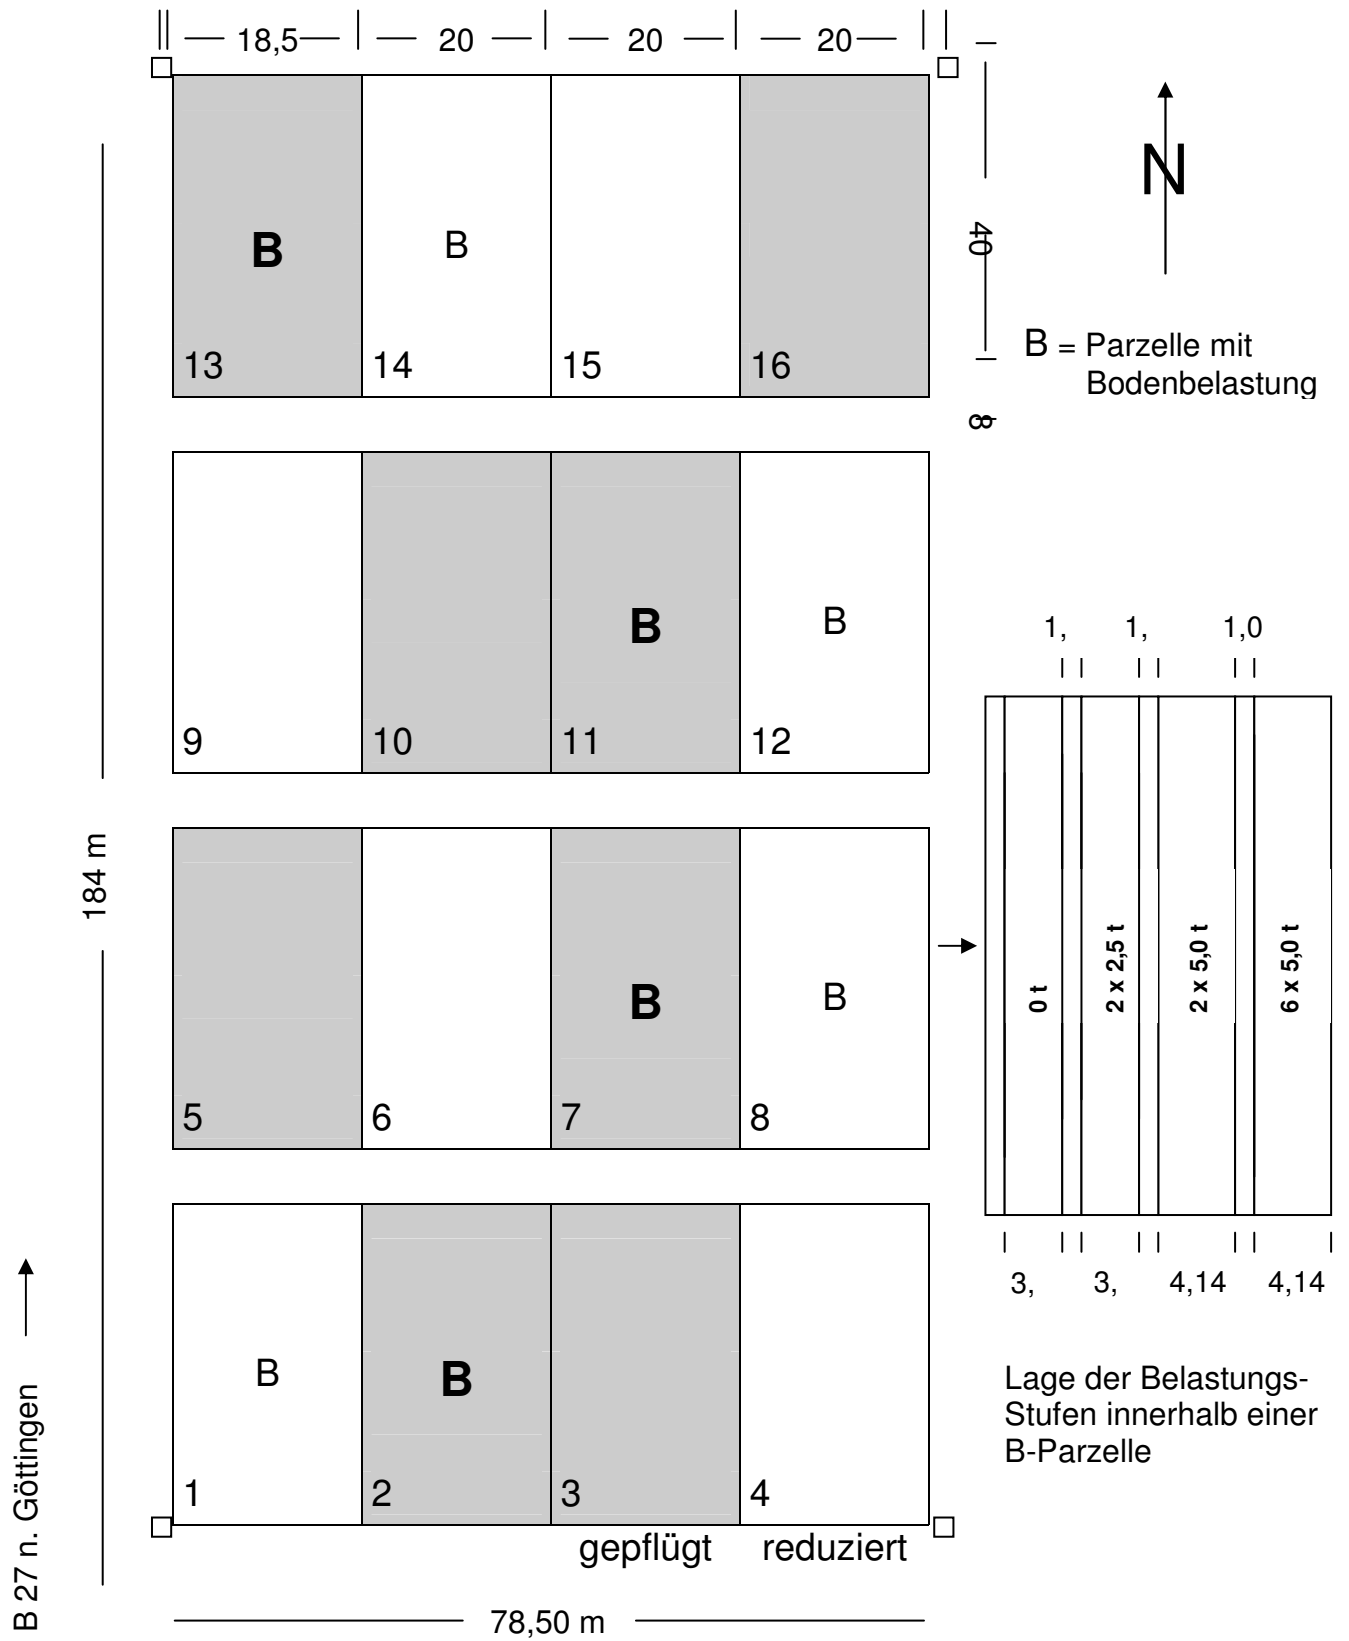 18,5 20 20 20
N
40
B B
B = Parzelle mit
Bodenbelastung
13 14 15 16
8
B B
1, 1, 1,0
9 10 11 12
184 m
0 t 2 x 2,5 t 2 x 5,0 t 6 x 5,0 t
B B
5 6 7 8
3, 3, 4,14 4,14
B B
Lage der Belastungs-
Stufen innerhalb einer
B-Parzelle
1 2 3 4
B 27 n. Göttingen
gepflügt reduziert
78,50 m